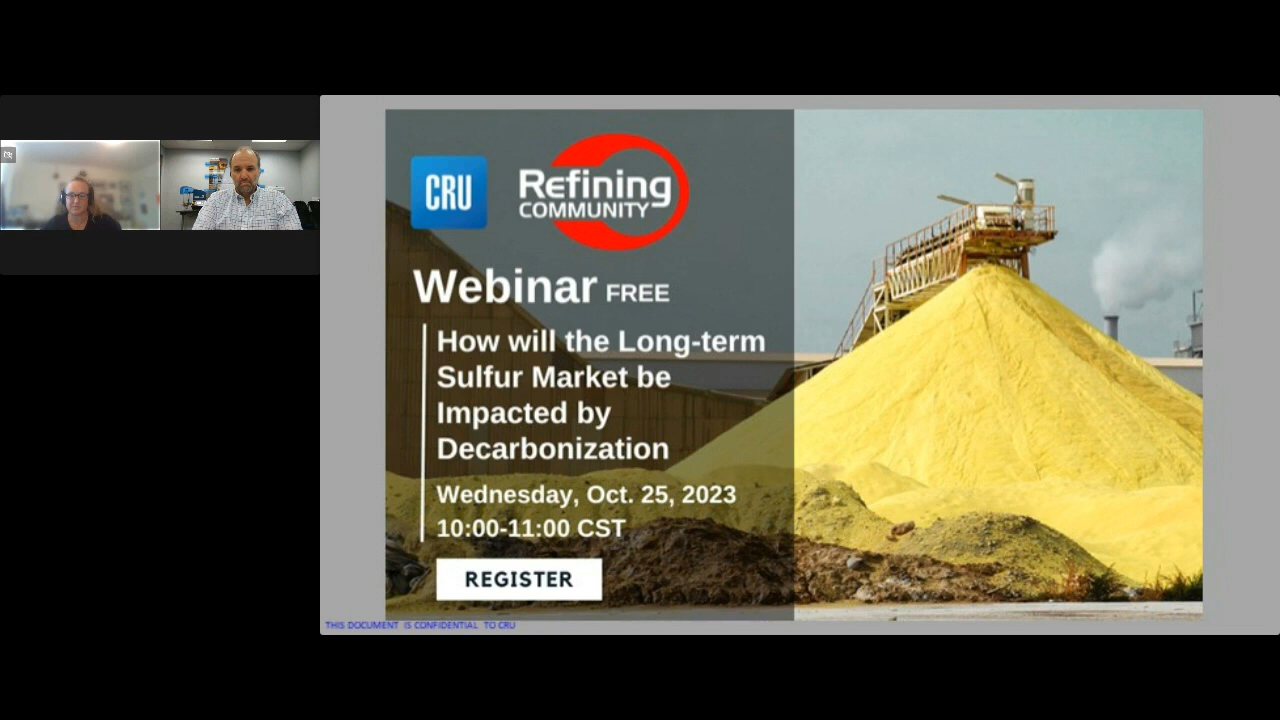 CRU
Refining
COMMUNITY
Webinar FREE
How will the Long-term
Sulfur Market be
Impacted by
Decarbonization
Wednesday, Oct. 25, 2023
10:00-11:00 CST
REGISTER
THIS DOCUMENT IS CONFIDENTIAL TO CRU